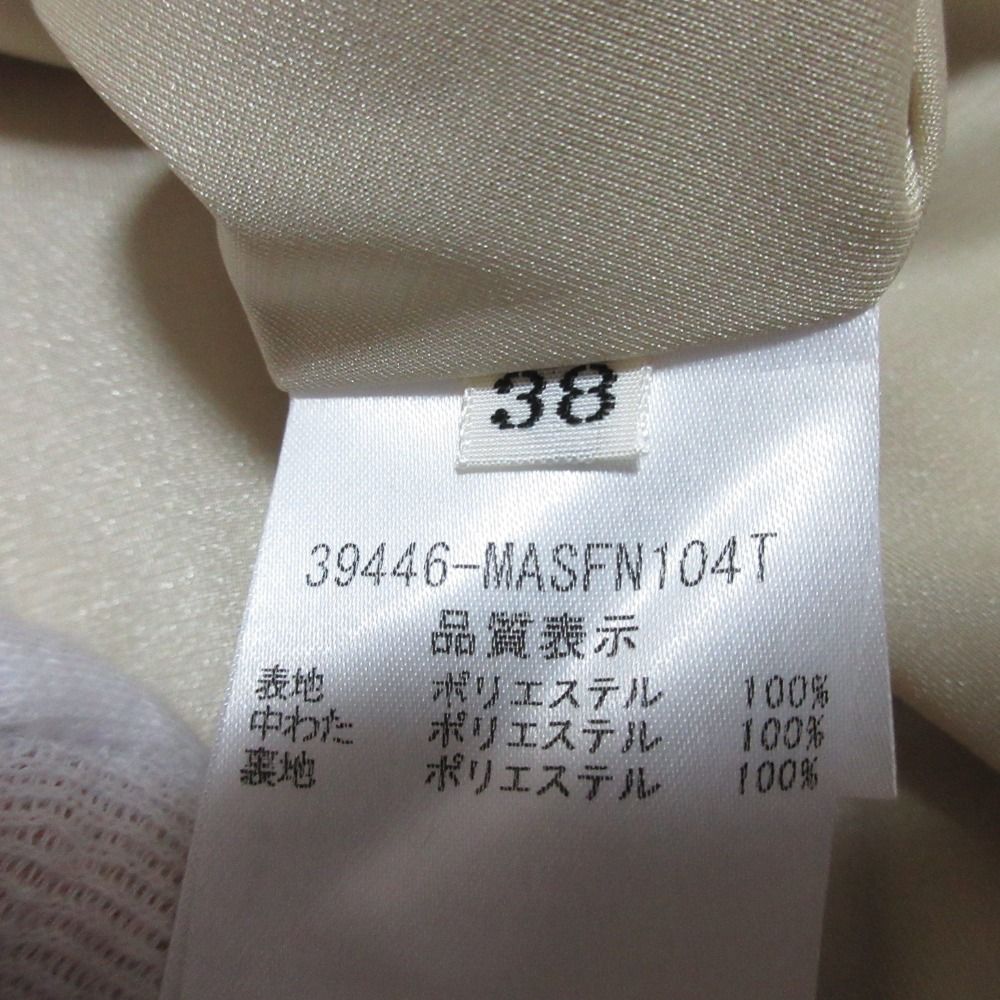 38
39446-MASFN104T
品質表示
表地 ポリエステル 100%
中わた ポリエステル 100%
裏地 ポリエステル 100%